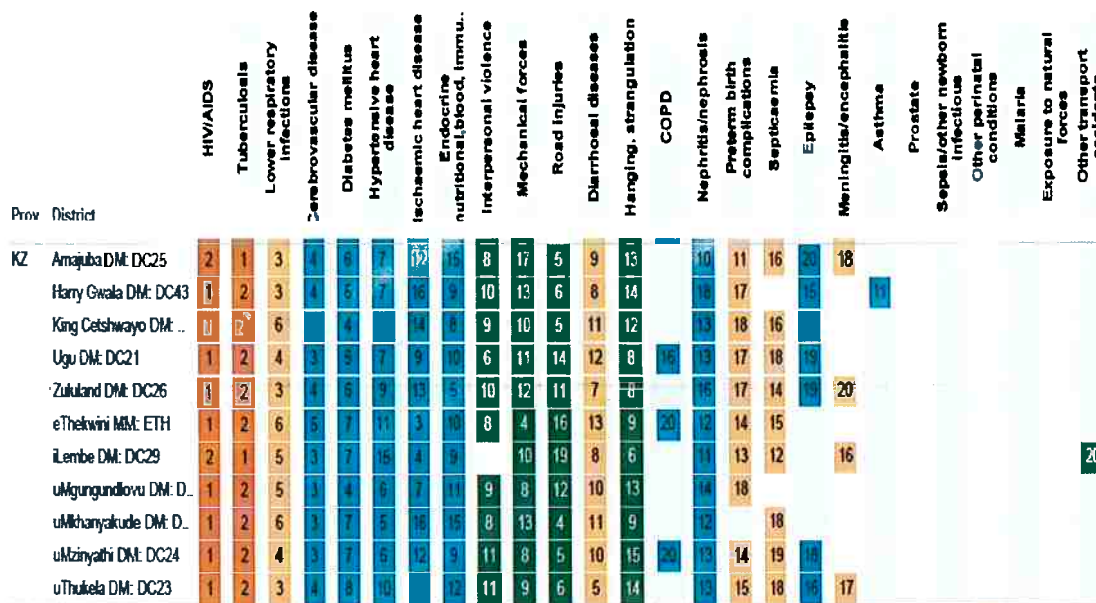 HIV/AIDS
Tuberculosis
Lower respiratory
infections
Cerebrovascular disease
Diabetes mellitus
Hypertensive heart
disease
Ischaemic heart disease
Endocrine
nutritional,blood, immu..
Interpersonal violence
Mechanical forces
Road injuries
Diarrhoeal diseases
Hanging, strangulation
COPD
Nephritis/nephrosis
Preterm birth
complications
Septicaemia
Epilepsy
Meningitis/encephalitis
Asthma
Prostate
Sepsis/other newborn
infectious
Other perinatal
conditions
Malaria
Exposure to natural
forces
Other transport
Prov District
KZ Amajuba DM: DC25 2 1 3 4 6 7 12 15 8 17 5 9 13 10 11 16 20 18
Harry Gwala DM: DC43 1 2 3 4 7 16 9 10 13 6 8 14 18 17 15 11
King Cetshwayo DM: .. 2 6 4 14 9 10 5 11 12 13 18 16
Ugu DM: DC21 1 2 4 3 7 9 10 6 11 14 12 8 16 13 17 18 19
Zululand DM: DC26 1 2 3 4 6 9 13 5 10 12 11 7 8 16 17 14 19 20
eThekwini MM: ETH 1 2 6 7 11 3 10 8 4 16 13 9 20 12 14 15
iLembe DM: DC29 2 1 5 3 7 4 9 10 19 8 6 11 13 12 16 20
uMgungundlovu DM: D.. 1 2 5 3 4 6 7 11 9 8 12 10 13 14 18
uMkhanyakude DM: D.. 1 2 6 3 7 5 16 15 8 13 4 11 9 12 18
uMzinyathi DM: DC24 1 2 4 3 7 12 9 11 8 5 10 15 20 13 14 19
uThukela DM: DC23 1 2 3 4 8 10 12 11 9 6 5 14 13 15 18 16 17